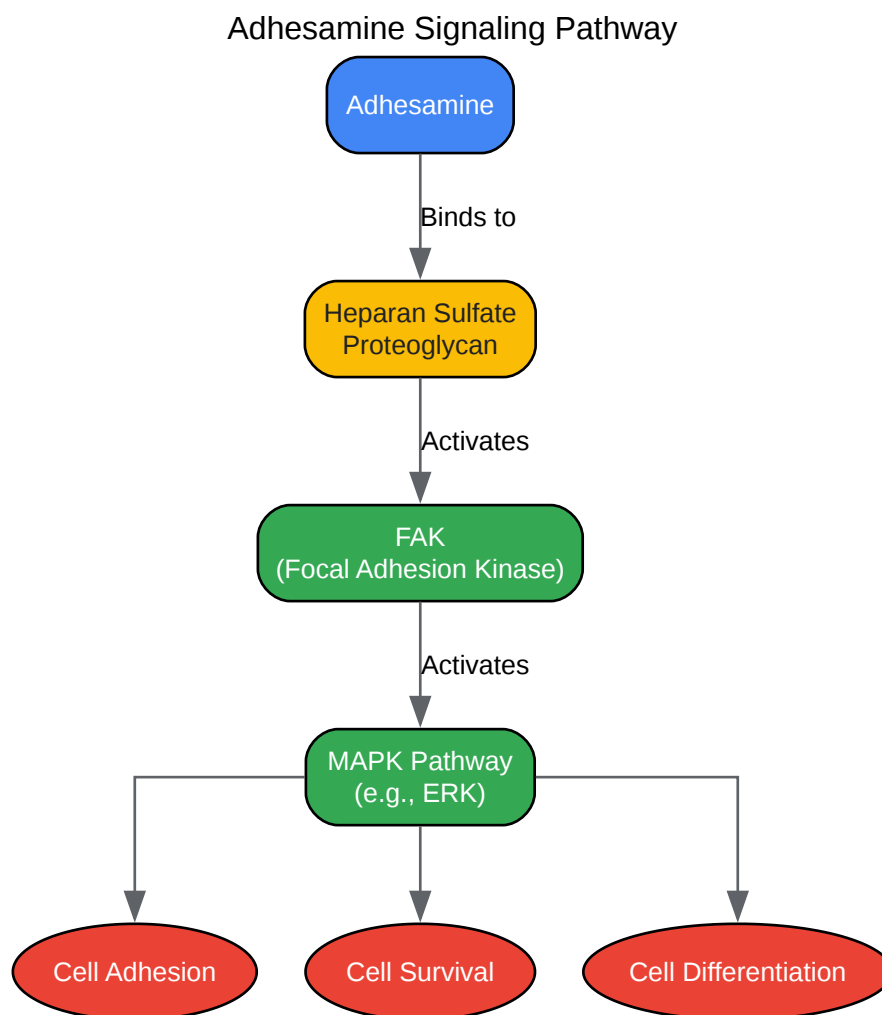 Adhesamine Signaling Pathway
Adhesamine
Binds to
Heparan Sulfate
Proteoglycan
Activates
FAK
(Focal Adhesion Kinase)
Activates
MAPK Pathway
(e.g., ERK)
Cell Adhesion
Cell Survival
Cell Differentiation